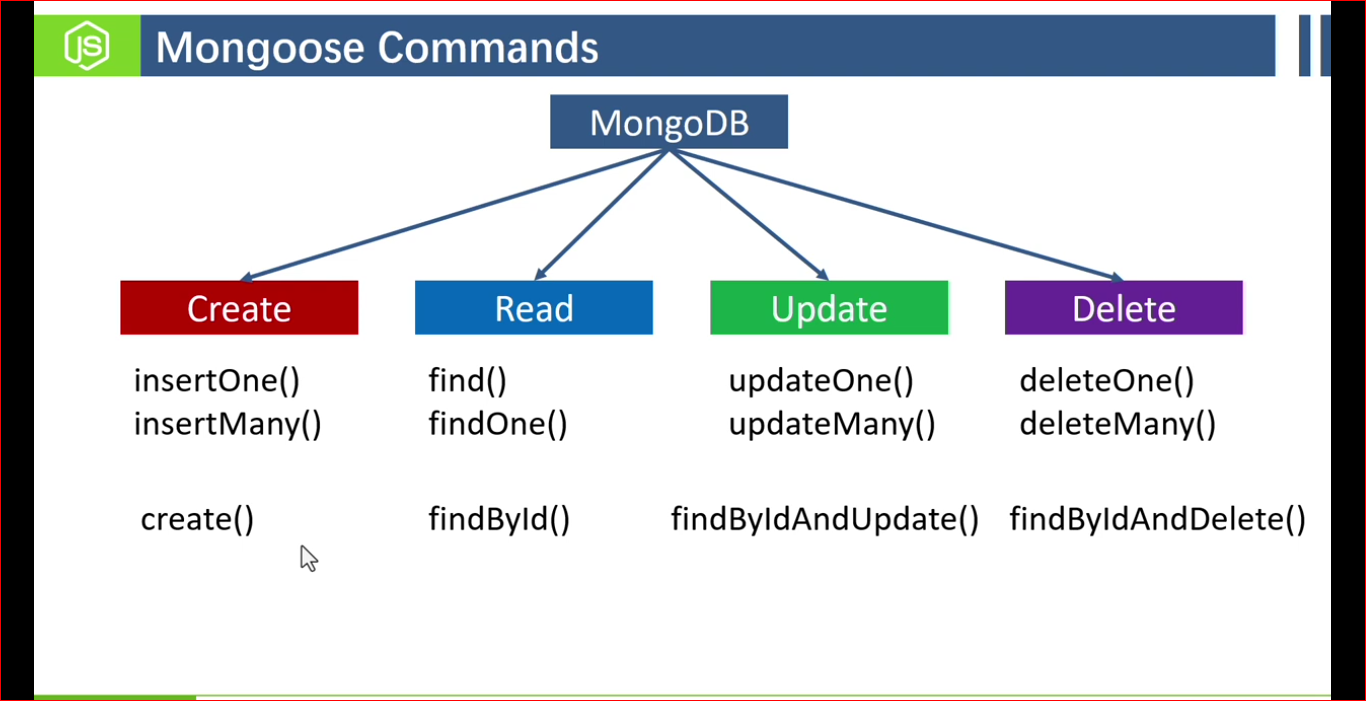 JS
Mongoose Commands
MongoDB
Create
Read
Update
Delete
insertOne()
insertMany()
create()
find()
findOne()
findById()
updateOne()
updateMany()
findByIdAndUpdate()
deleteOne()
deleteMany()
findByIdAndDelete()